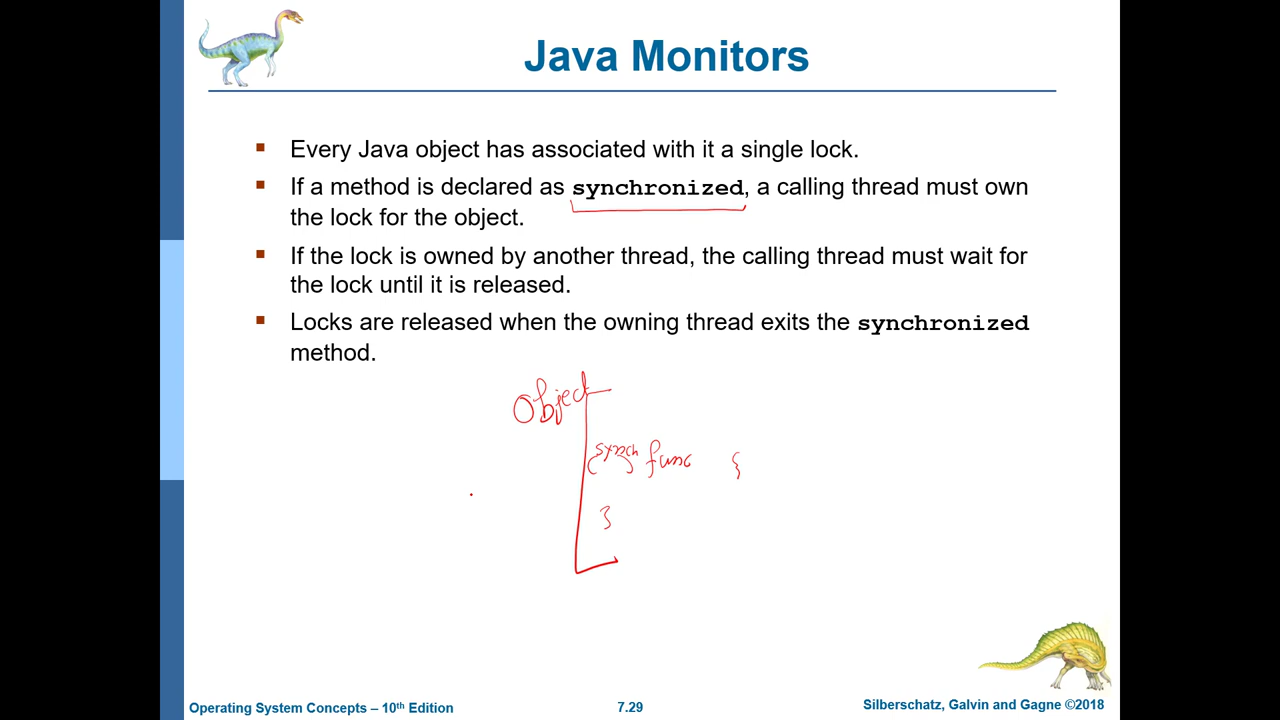 Java Monitors
Every Java object has associated with it a single lock.
If a method is declared as synchronized, a calling thread must own
the lock for the object.
If the lock is owned by another thread, the calling thread must wait for
the lock until it is released.
Locks are released when the owning thread exits the synchronized
method.
Object
synch func {
}
Operating System Concepts – 10th Edition
7.29
Silberschatz, Galvin and Gagne ©2018